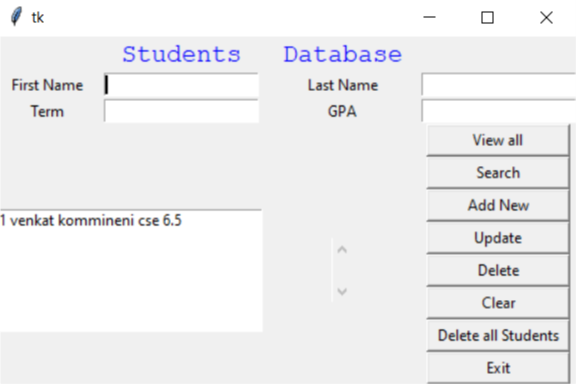 tk
Students Database
First Name Last Name
Term GPA
View all
Search
Add New
1 venkat kommineni cse 6.5
Update
Delete
Clear
Delete all Students
Exit